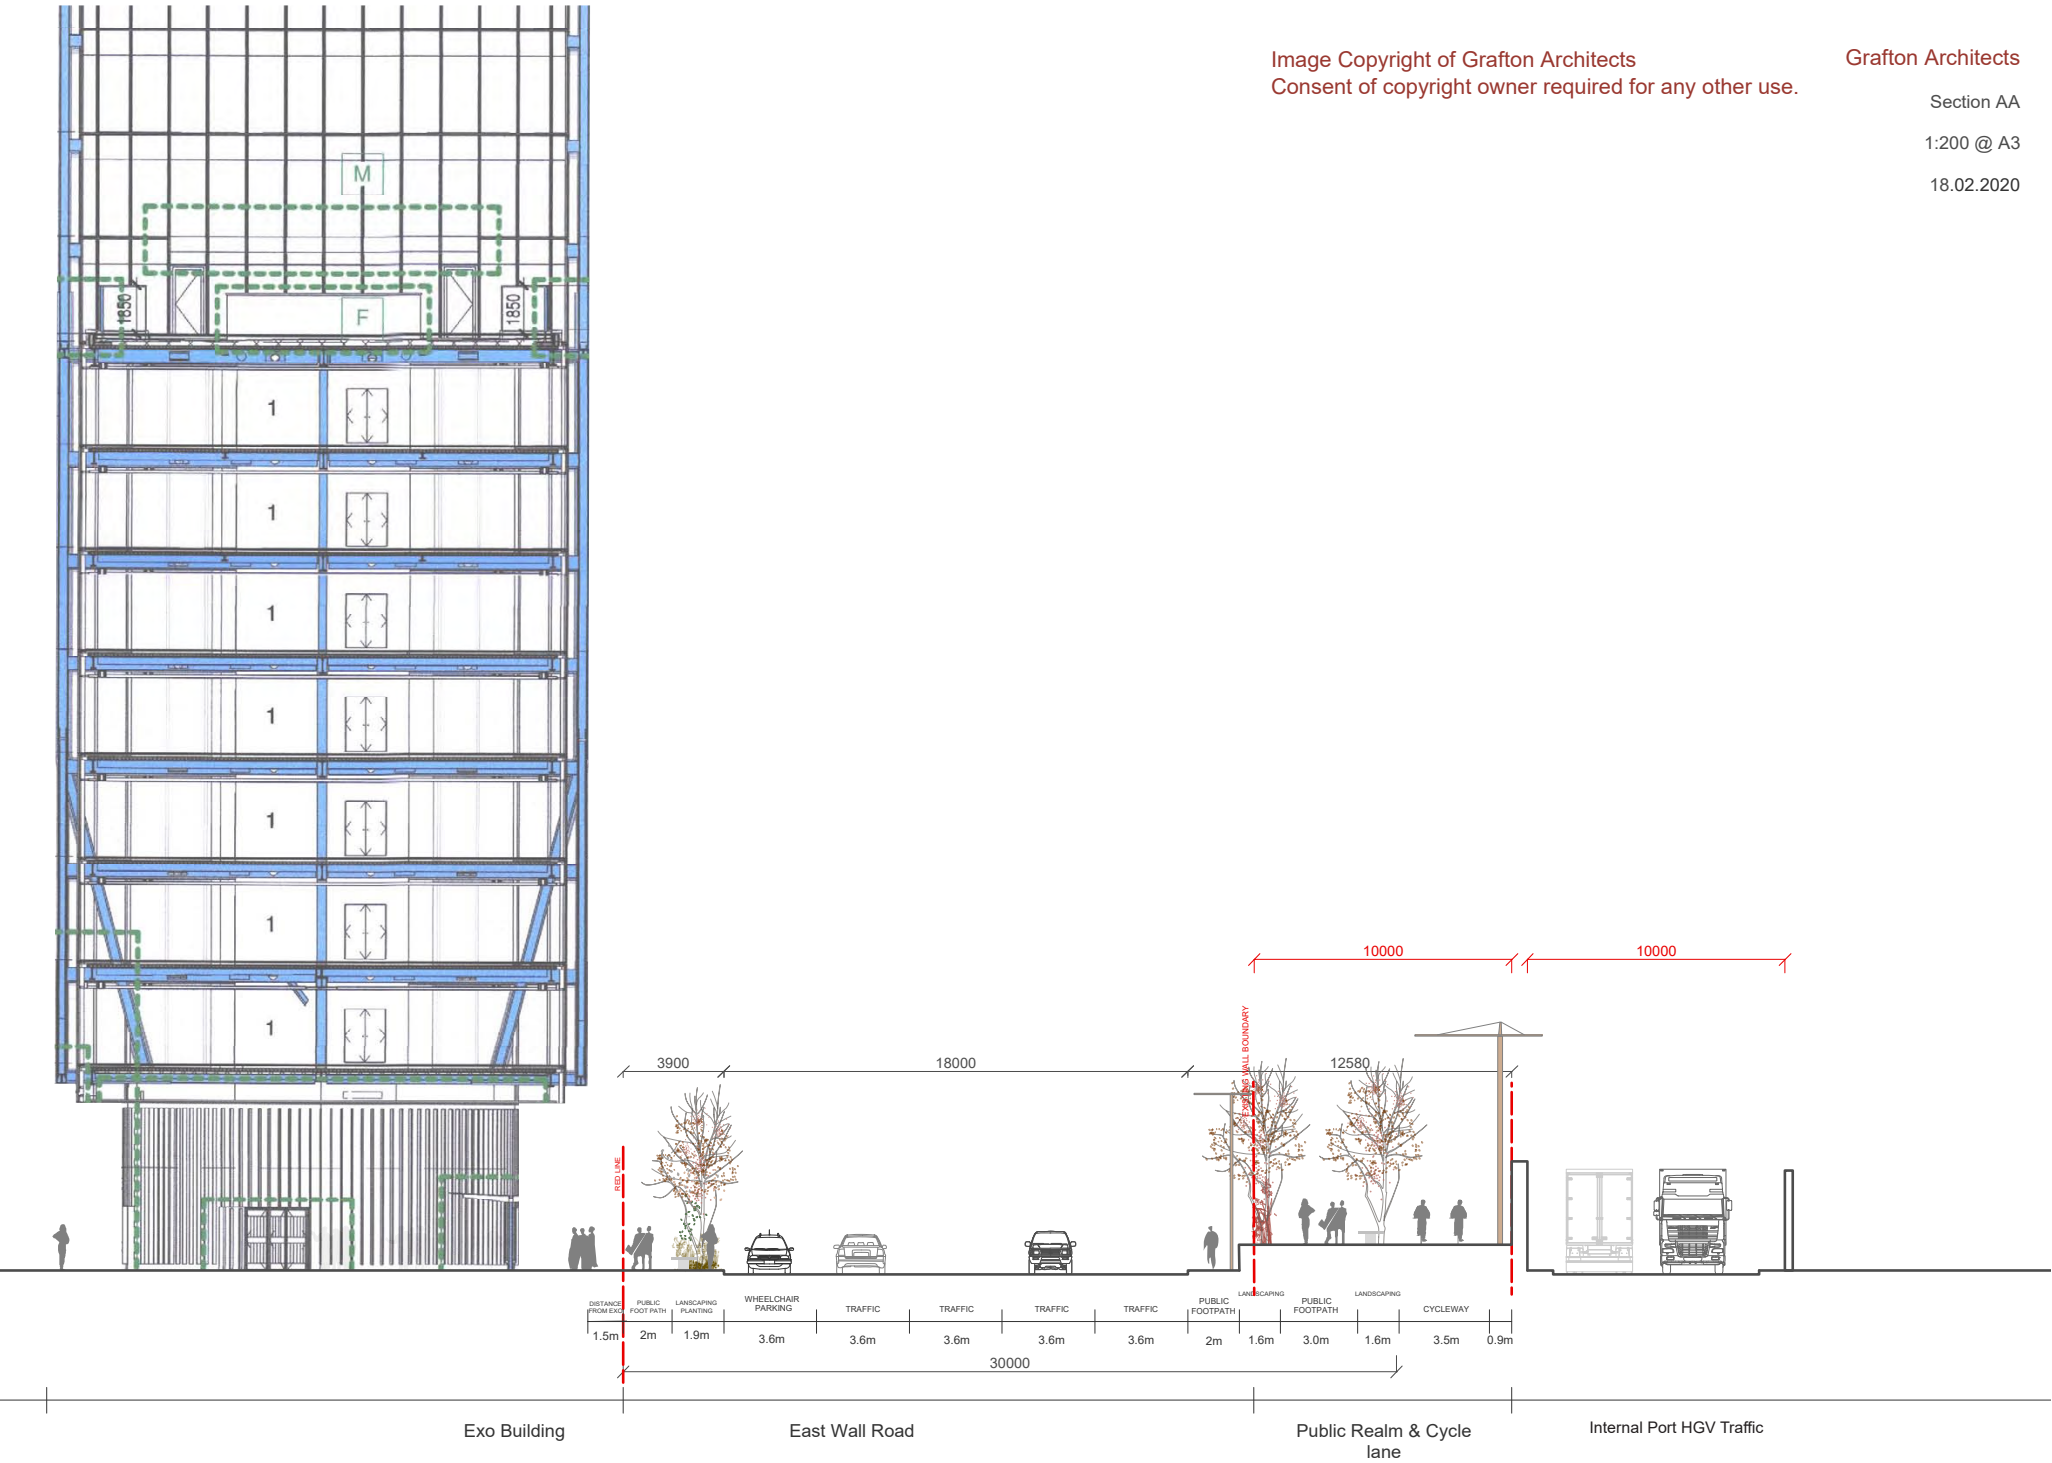 Image Copyright of Grafton Architects
Consent of copyright owner required for any other use.
Grafton Architects
Section AA
1:200 @ A3
18.02.2020
M
F
1850
1850
1
1
1
1
1
1
1
10000
10000
3900
18000
12580
EXISTING WALL BOUNDARY
RED LINE
DISTANCE
FROM EXO
1.5m
PUBLIC
FOOT PATH
2m
LANSCAPING
PLANTING
1.9m
WHEELCHAIR
PARKING
3.6m
TRAFFIC
3.6m
TRAFFIC
3.6m
TRAFFIC
3.6m
TRAFFIC
3.6m
PUBLIC
FOOTPATH
2m
LANDSCAPING
1.6m
PUBLIC
FOOTPATH
3.0m
LANDSCAPING
1.6m
CYCLEWAY
3.5m
0.9m
30000
Exo Building
East Wall Road
Public Realm & Cycle
lane
Internal Port HGV Traffic